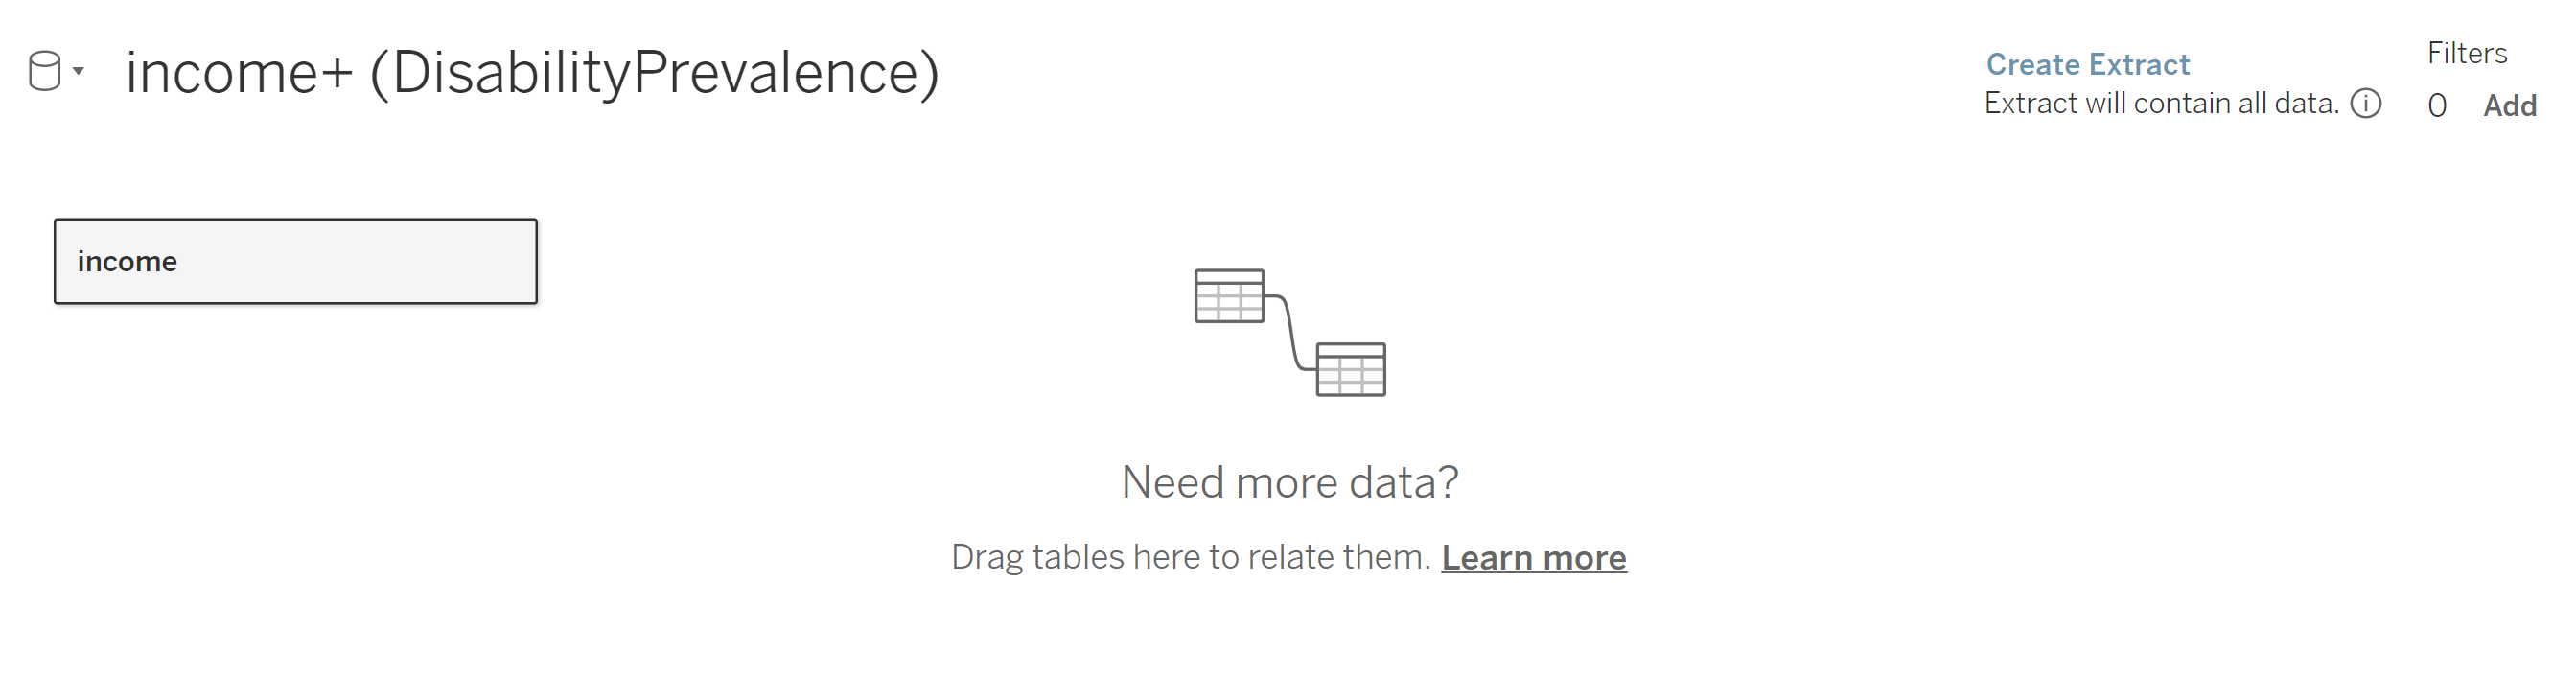 income+ (DisabilityPrevalence)
Create Extract
Extract will contain all data.
Filters
0 Add
income
Need more data?
Drag tables here to relate them. Learn more